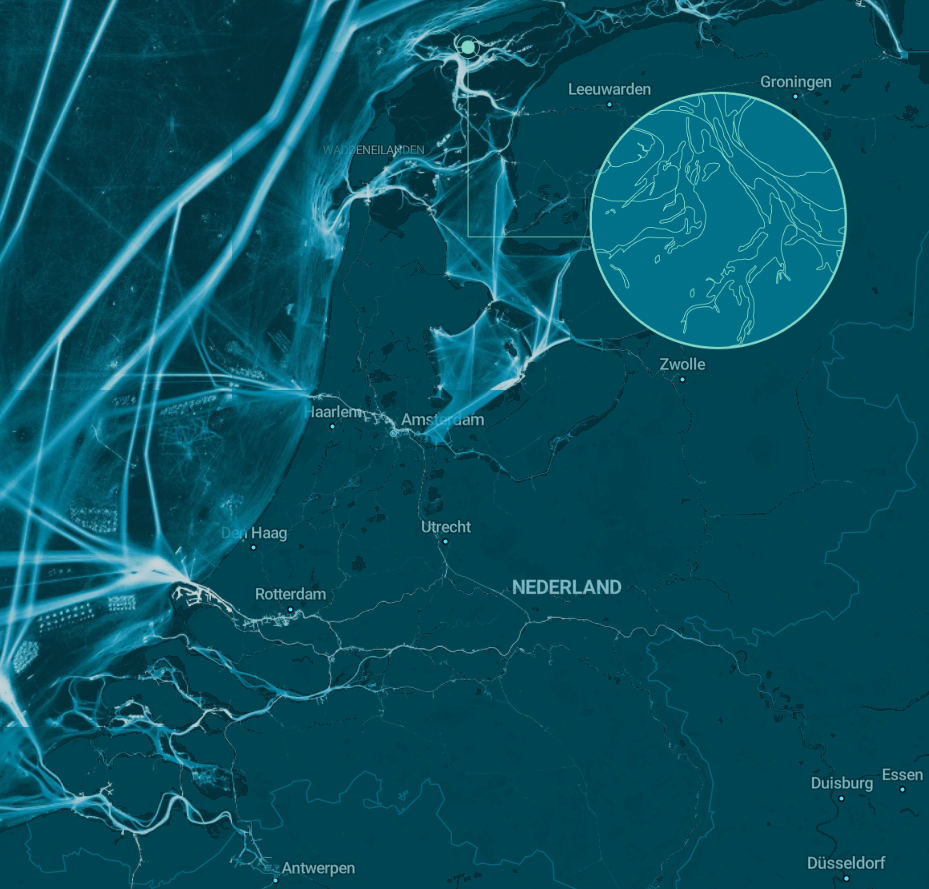 Groningen
Leeuwarden
WADDENEILANDEN
Zwolle
Haarlem
Amsterdam
Utrecht
Den Haag
NEDERLAND
Rotterdam
Essen
Duisburg
Düsseldorf
Antwerpen